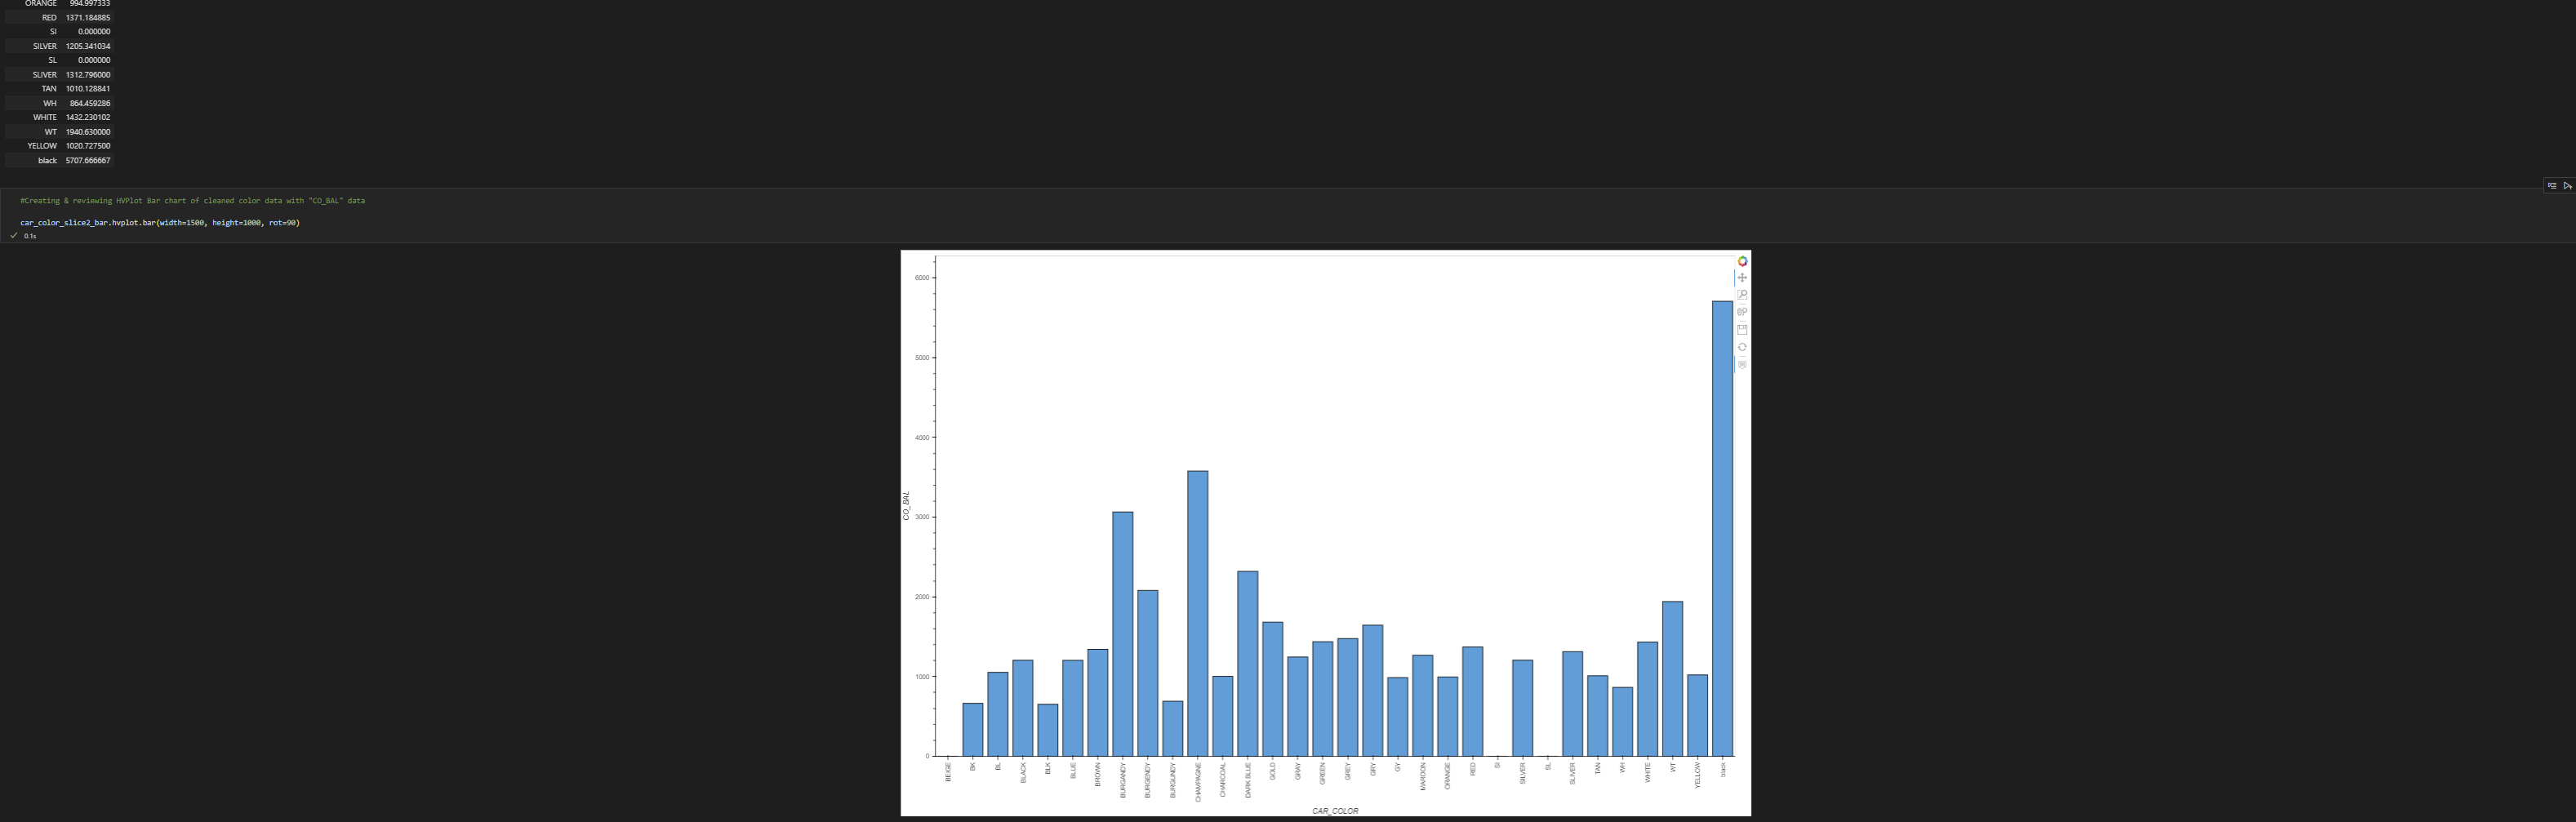 ORANGE 994.997333
RED 1371.184885
SI 0.000000
SILVER 1205.341034
SL 0.000000
SLIVER 1312.796000
TAN 1010.128841
WH 864.459286
WHITE 1432.230102
WT 1940.630000
YELLOW 1020.727500
black 5707.666667
#Creating & reviewing HVPlot Bar chart of cleaned color data with "CO_BAL" data
car_color_slice2_bar.hvplot.bar(width=1500, height=1000, rot=90)
0.1s
6000
5000
4000
3000
2000
1000
0
CO_BAL
BEIGE
BK
BL
BLACK
BLK
BLUE
BROWN
BURGANDY
BURGENDY
BURGUNDY
CHAMPAGNE
CHARCOAL
DARK BLUE
GOLD
GRAY
GREEN
GREY
GRY
GY
MAROON
ORANGE
RED
SI
SILVER
SL
SLIVER
TAN
WH
WHITE
WT
YELLOW
black
CAR_COLOR